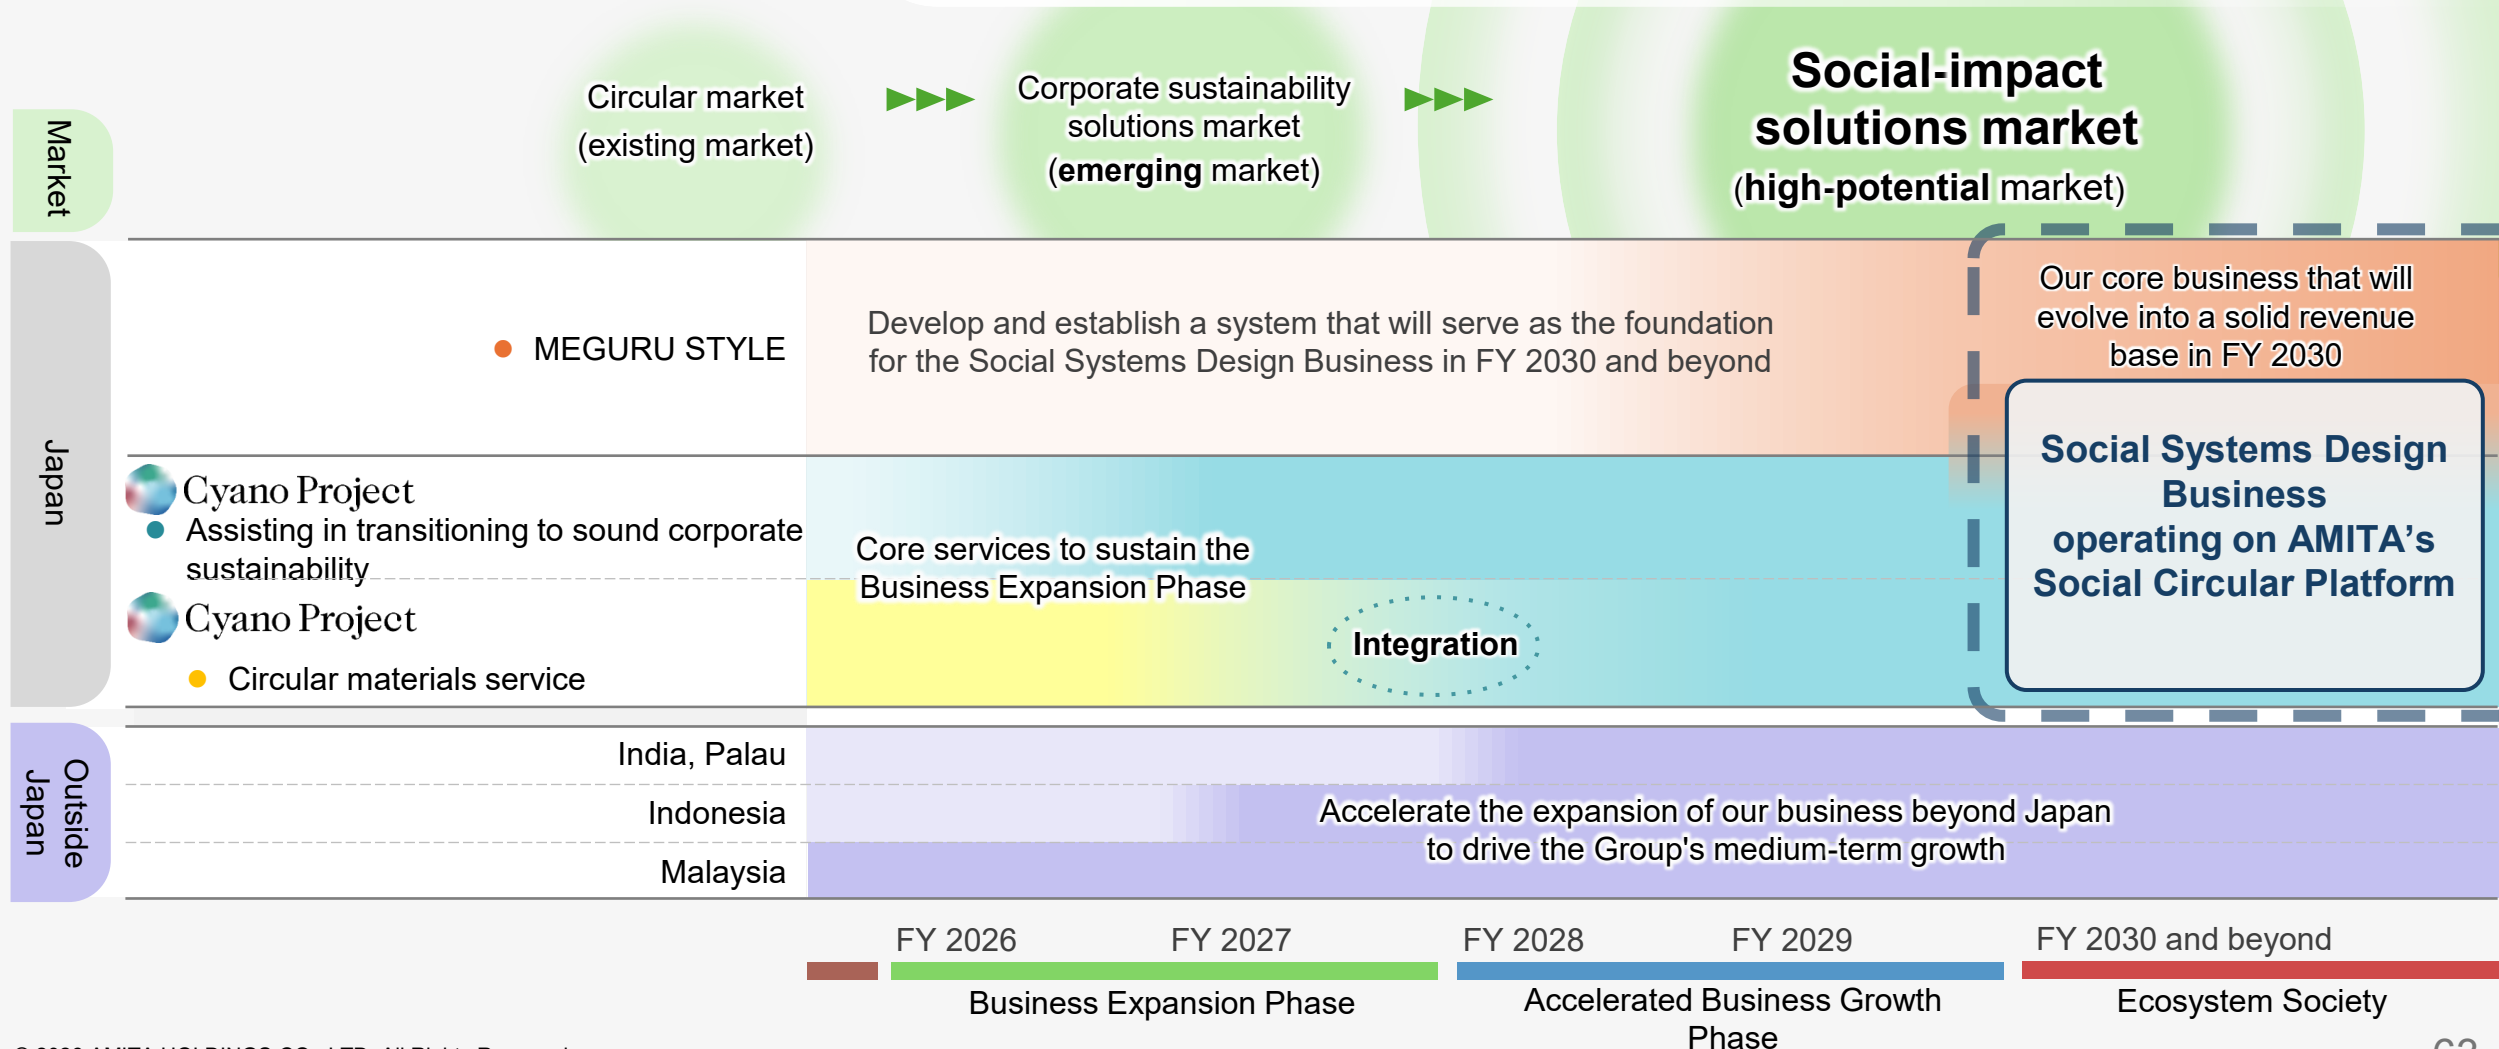 Circular market
(existing market)
Corporate sustainability
solutions market
(emerging market)
Social-impact
solutions market
(high-potential market)
Market
Japan
MEGURU STYLE
Develop and establish a system that will serve as the foundation
for the Social Systems Design Business in FY 2030 and beyond
Our core business that will
evolve into a solid revenue
base in FY 2030
Social Systems Design
Business
operating on AMITA’s
Social Circular Platform
Cyano Project
Assisting in transitioning to sound corporate
sustainability
Core services to sustain the
Business Expansion Phase
Cyano Project
Circular materials service
Integration
Outside
Japan
India, Palau
Indonesia
Malaysia
Accelerate the expansion of our business beyond Japan
to drive the Group's medium-term growth
FY 2026
FY 2027
FY 2028
FY 2029
FY 2030 and beyond
Business Expansion Phase
Accelerated Business Growth
Phase
Ecosystem Society